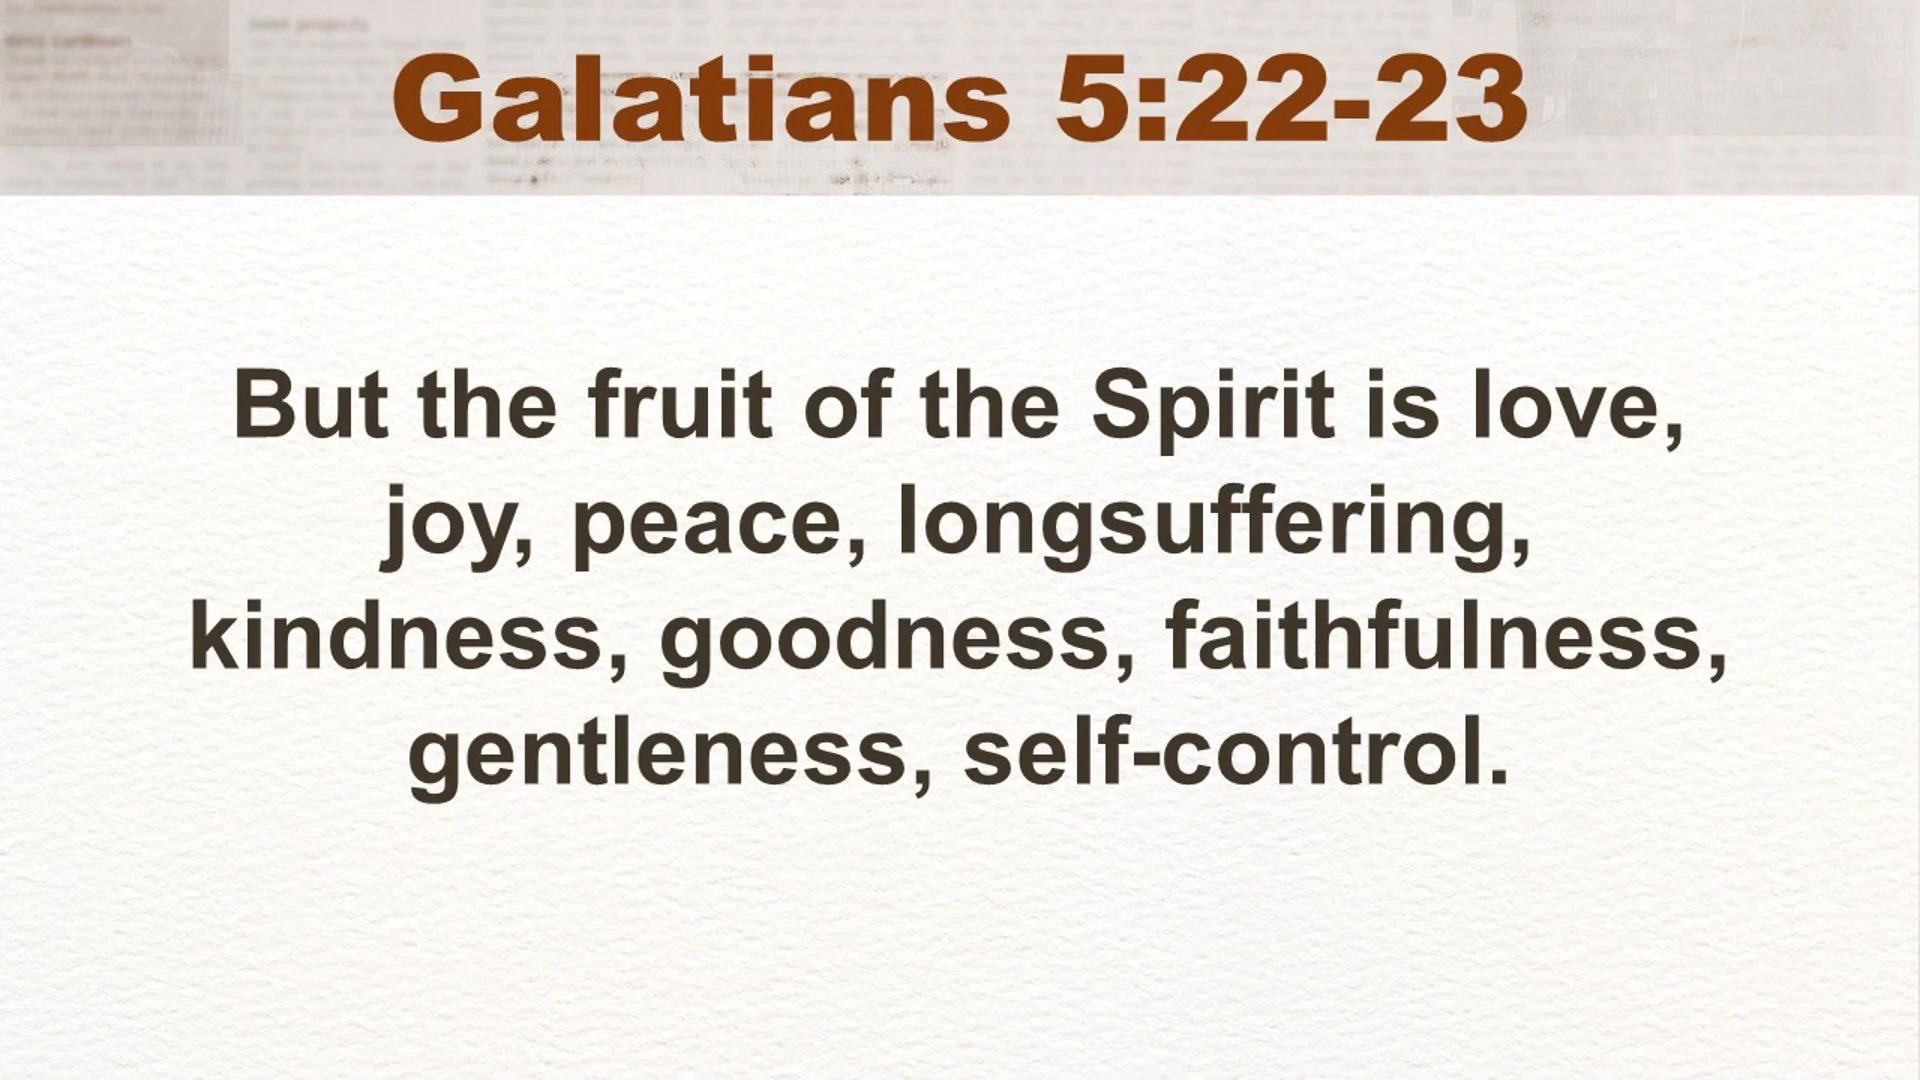 Galatians 5:22-23
But the fruit of the Spirit is love,
joy, peace, longsuffering,
kindness, goodness, faithfulness,
gentleness, self-control.